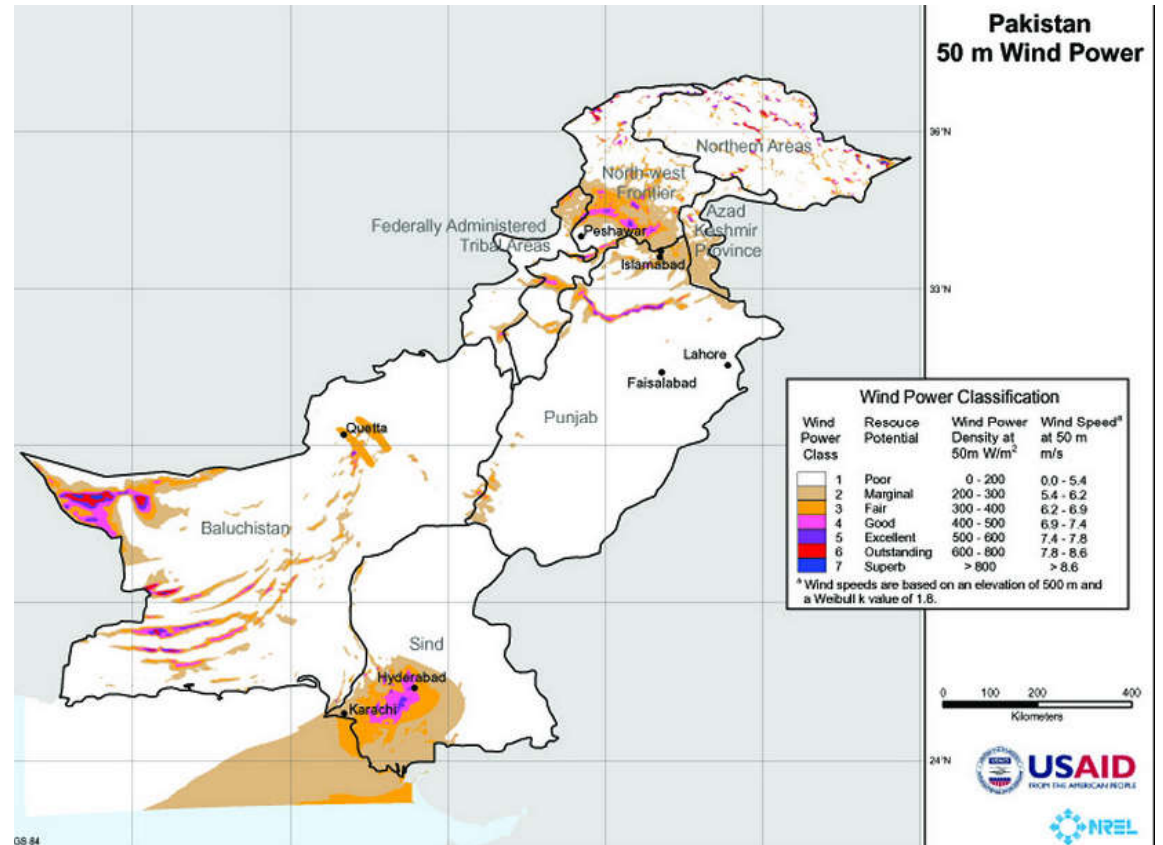 Pakistan
50 m Wind Power
36°N
Northern Areas
North-west
Frontier
Azad
Kashmir
Province
Federally Administered
Tribal Areas
Peshawar
Islamabad
33°N
Lahore
Faisalabad
Punjab
Quetta
Baluchistan
Sind
Hyderabad
Karachi
24°N
Wind Power Classification
Wind Power Class Resouce Potential Wind Power Density at 50m W/m² Wind Speedª at 50 m m/s
1 Poor 0 - 200 0.0 - 5.4
2 Marginal 200 - 300 5.4 - 6.2
3 Fair 300 - 400 6.2 - 6.9
4 Good 400 - 500 6.9 - 7.4
5 Excellent 500 - 600 7.4 - 7.8
6 Outstanding 600 - 800 7.8 - 8.6
7 Superb > 800 > 8.6
ª Wind speeds are based on an elevation of 500 m and
a Weibull k value of 1.8.
0 100 200 400
Kilometers
USAID
FROM THE AMERICAN PEOPLE
NREL
GS 84